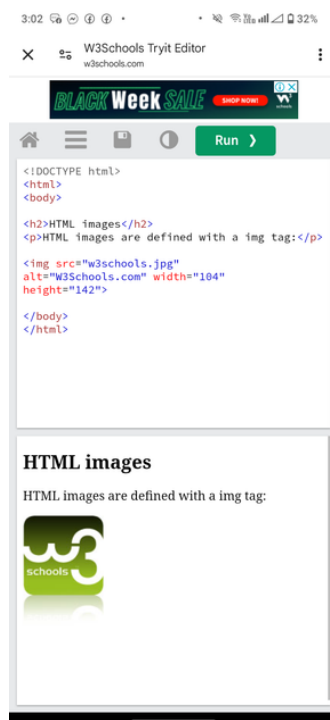 3:02
32%
W3Schools Tryit Editor
w3schools.com
BLACK Week SALE SHOP NOW!
Run ❯
<!DOCTYPE html>
<html>
<body>
<h2>HTML images</h2>
<p>HTML images are defined with a img tag:</p>
<img src="w3schools.jpg"
alt="W3Schools.com" width="104"
height="142">
</body>
</html>
HTML images
HTML images are defined with a img tag:
w3
schools